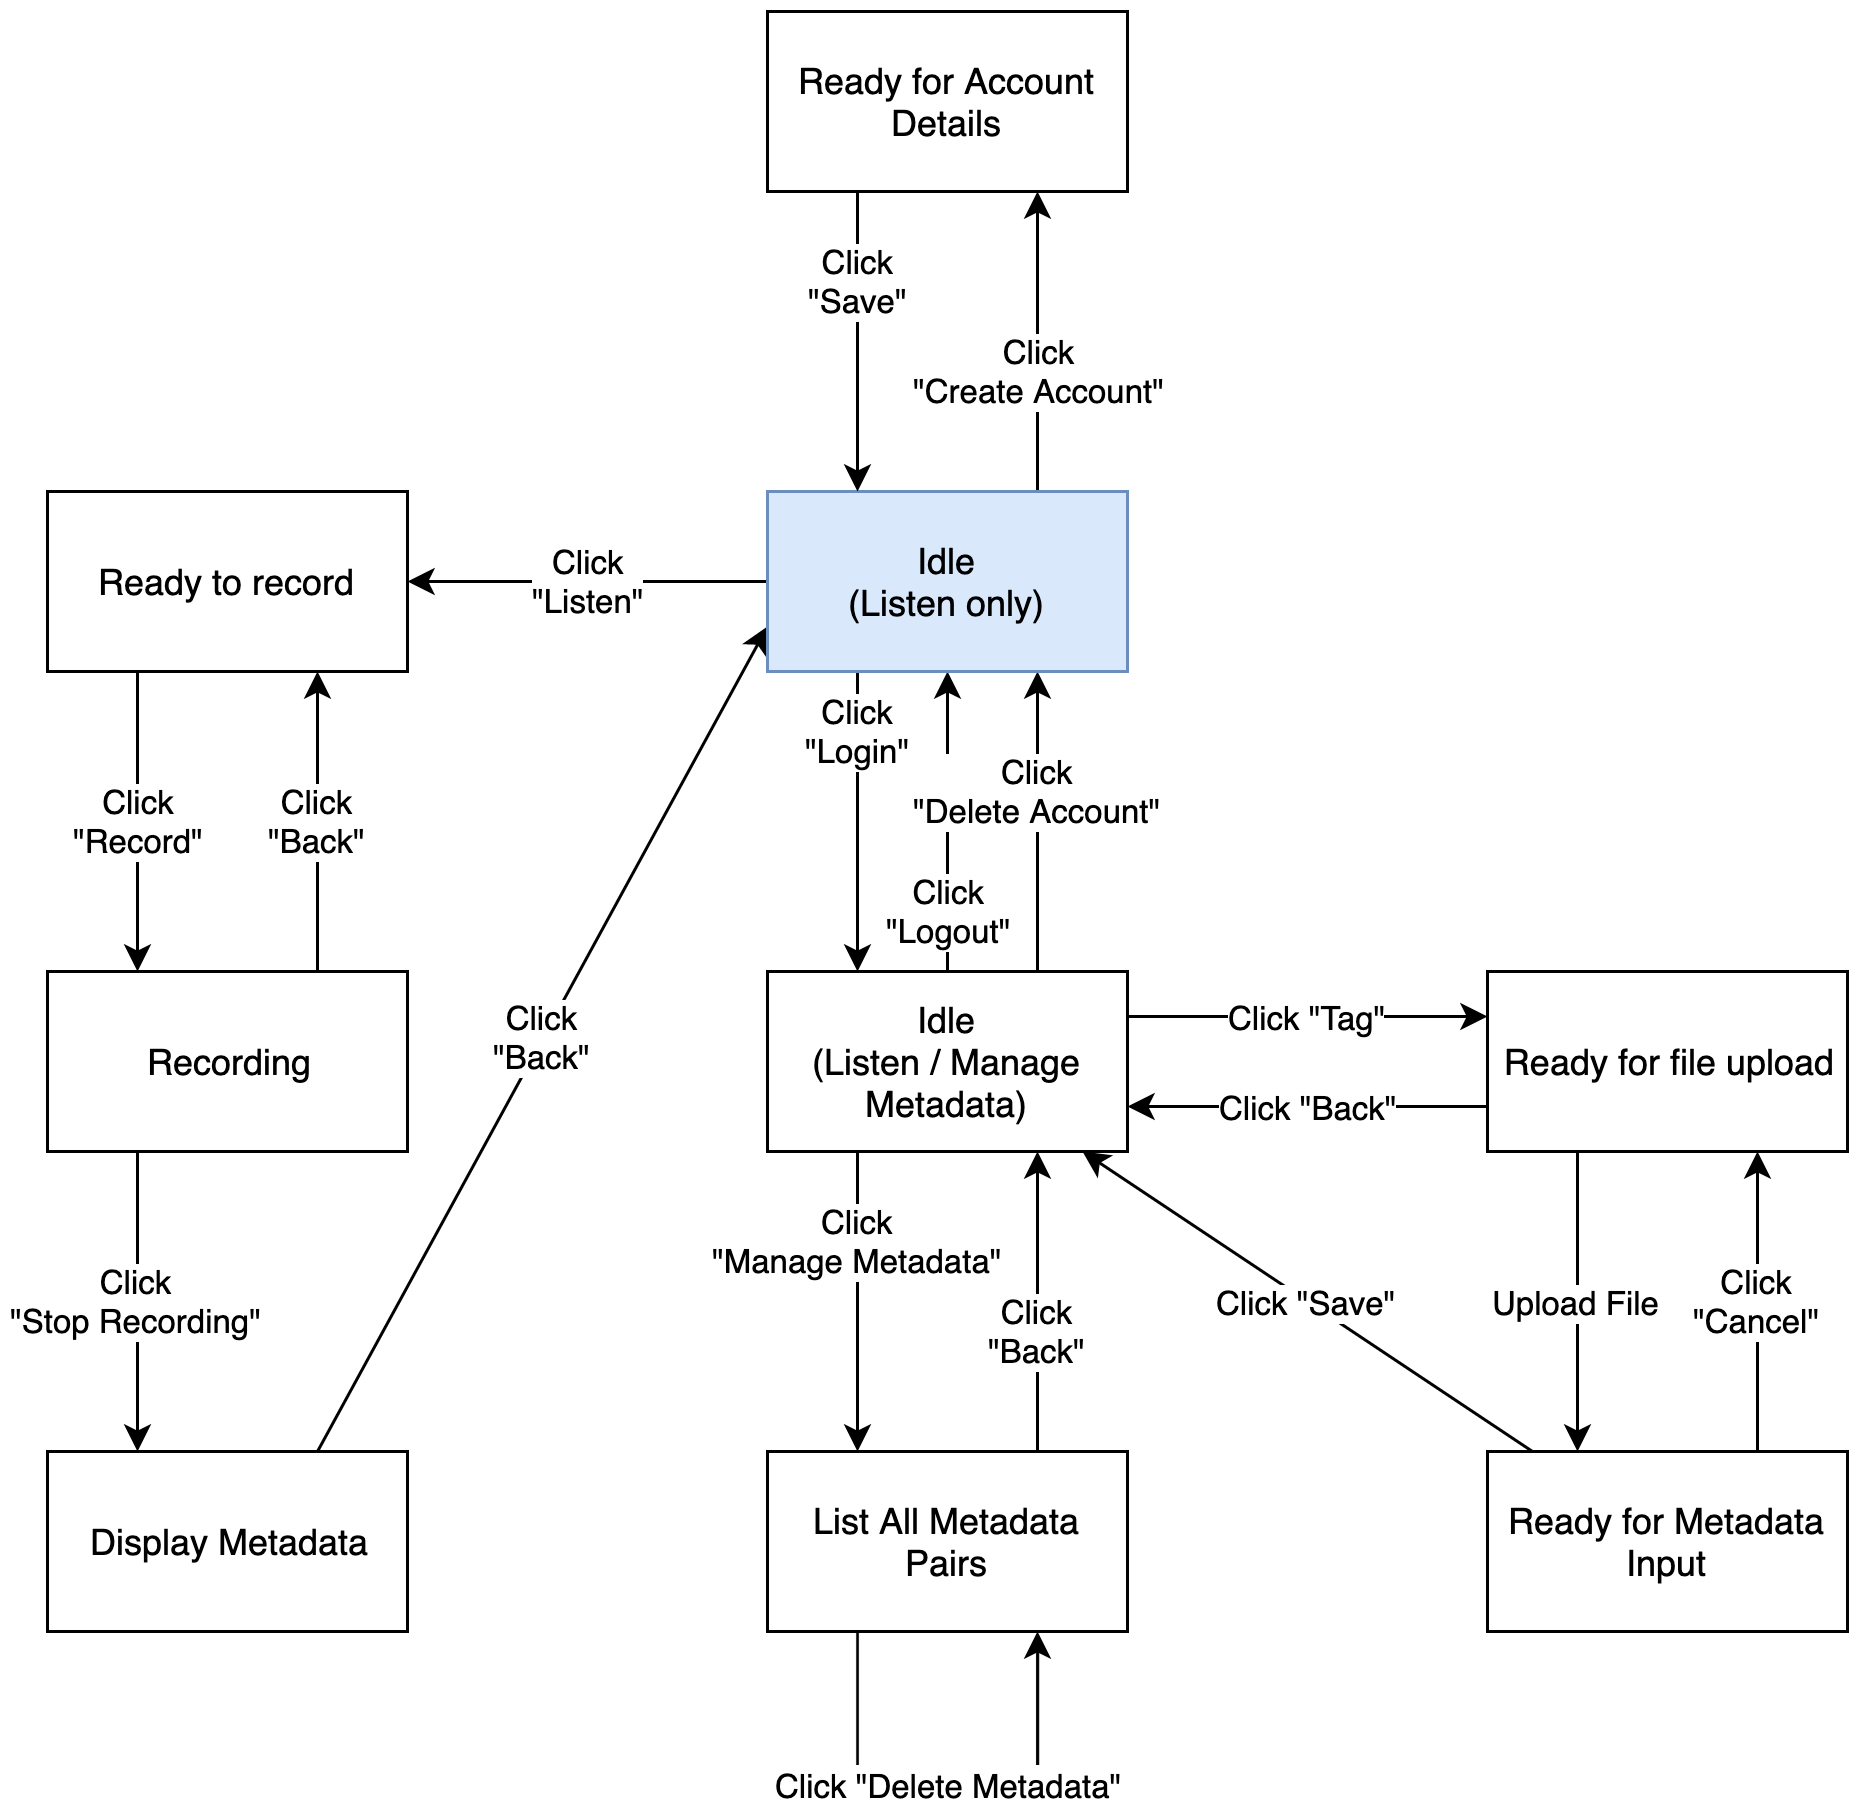 Ready for Account
Details
Click
"Save"
Click
"Create Account"
Ready to record
Click
"Listen"
Idle
(Listen only)
Click
"Login"
Click
"Delete Account"
Click
"Record"
Click
"Back"
Click
"Logout"
Recording
Click
"Back"
Idle
(Listen / Manage
Metadata)
Click "Tag"
Click "Back"
Ready for file upload
Click
"Stop Recording"
Click
"Manage Metadata"
Click
"Back"
Click "Save"
Upload File
Click
"Cancel"
Display Metadata
List All Metadata
Pairs
Ready for Metadata
Input
Click "Delete Metadata"